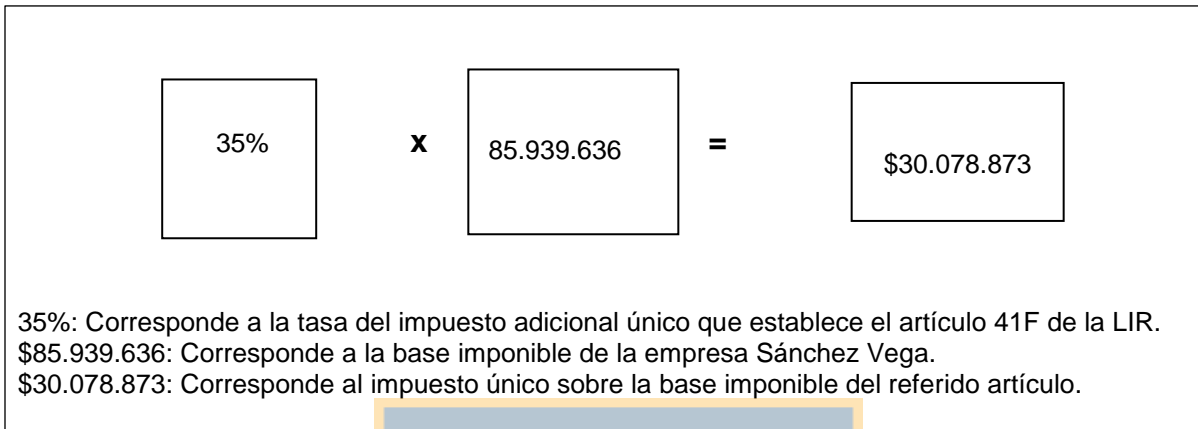 35% x 85.939.636 = $30.078.873
35%: Corresponde a la tasa del impuesto adicional único que establece el artículo 41F de la LIR.
$85.939.636: Corresponde a la base imponible de la empresa Sánchez Vega.
$30.078.873: Corresponde al impuesto único sobre la base imponible del referido artículo.